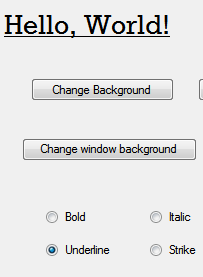 Hello, World!
Change Background
Change window background
Bold Italic
Underline Strike